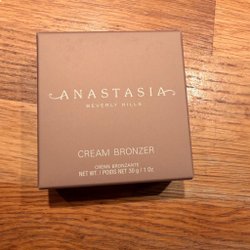 ANASTASIA
BEVERLY HILLS
CREAM BRONZER
CRÈME BRONZANTE
NET WT. / POIDS NET 30 g / 1 Oz.